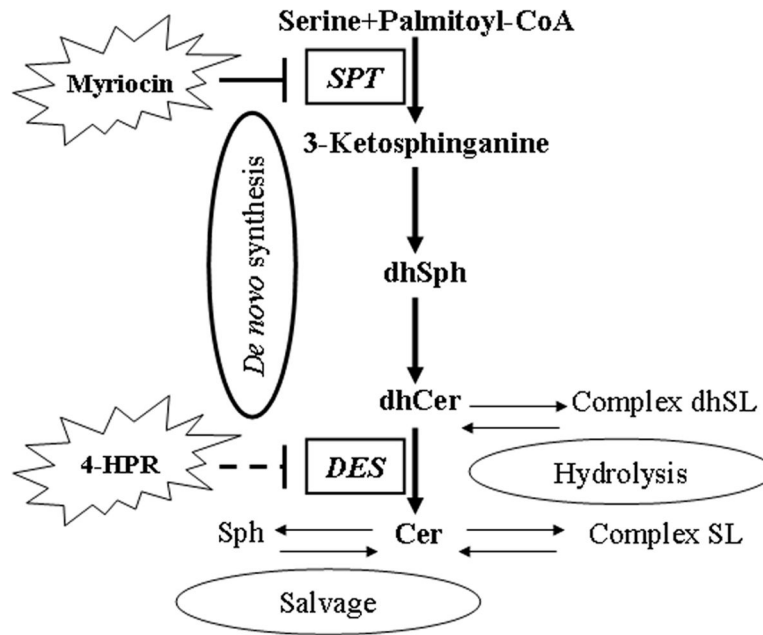 Serine+Palmitoyl-CoA
Myriocin
SPT
3-Ketosphinganine
De novo synthesis
dhSph
dhCer
Complex dhSL
4-HPR
DES
Hydrolysis
Sph
Cer
Complex SL
Salvage